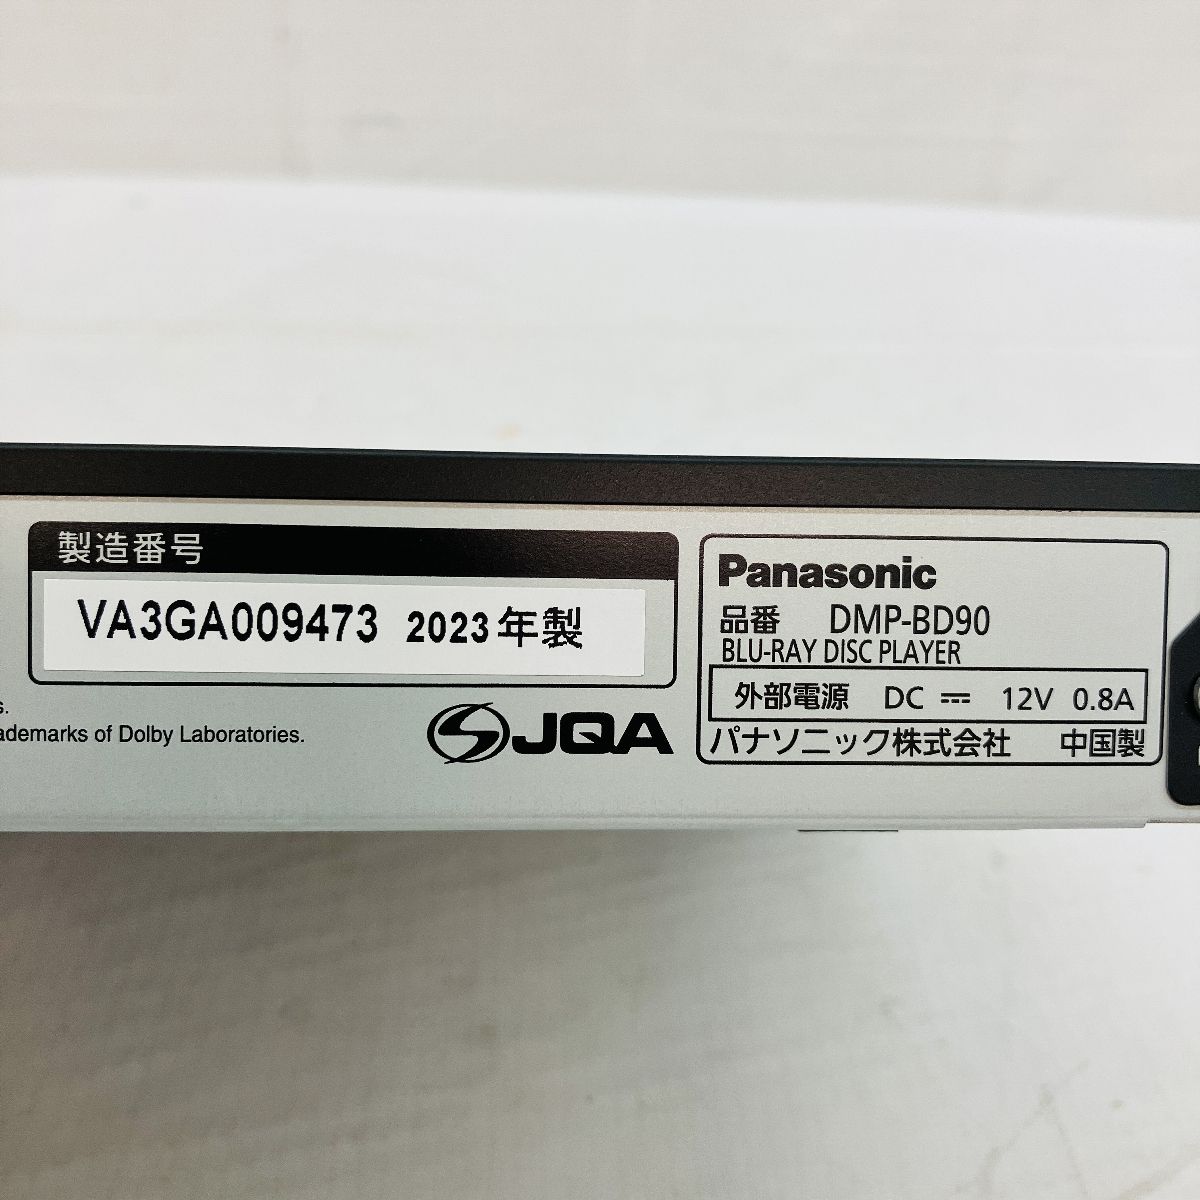 製造番号
VA3GA009473 2023年製
s.
ademarks of Dolby Laboratories.
JQA
Panasonic
品番 DMP-BD90
BLU-RAY DISC PLAYER
外部電源 DC ⎓ 12V 0.8A
パナソニック株式会社 中国製